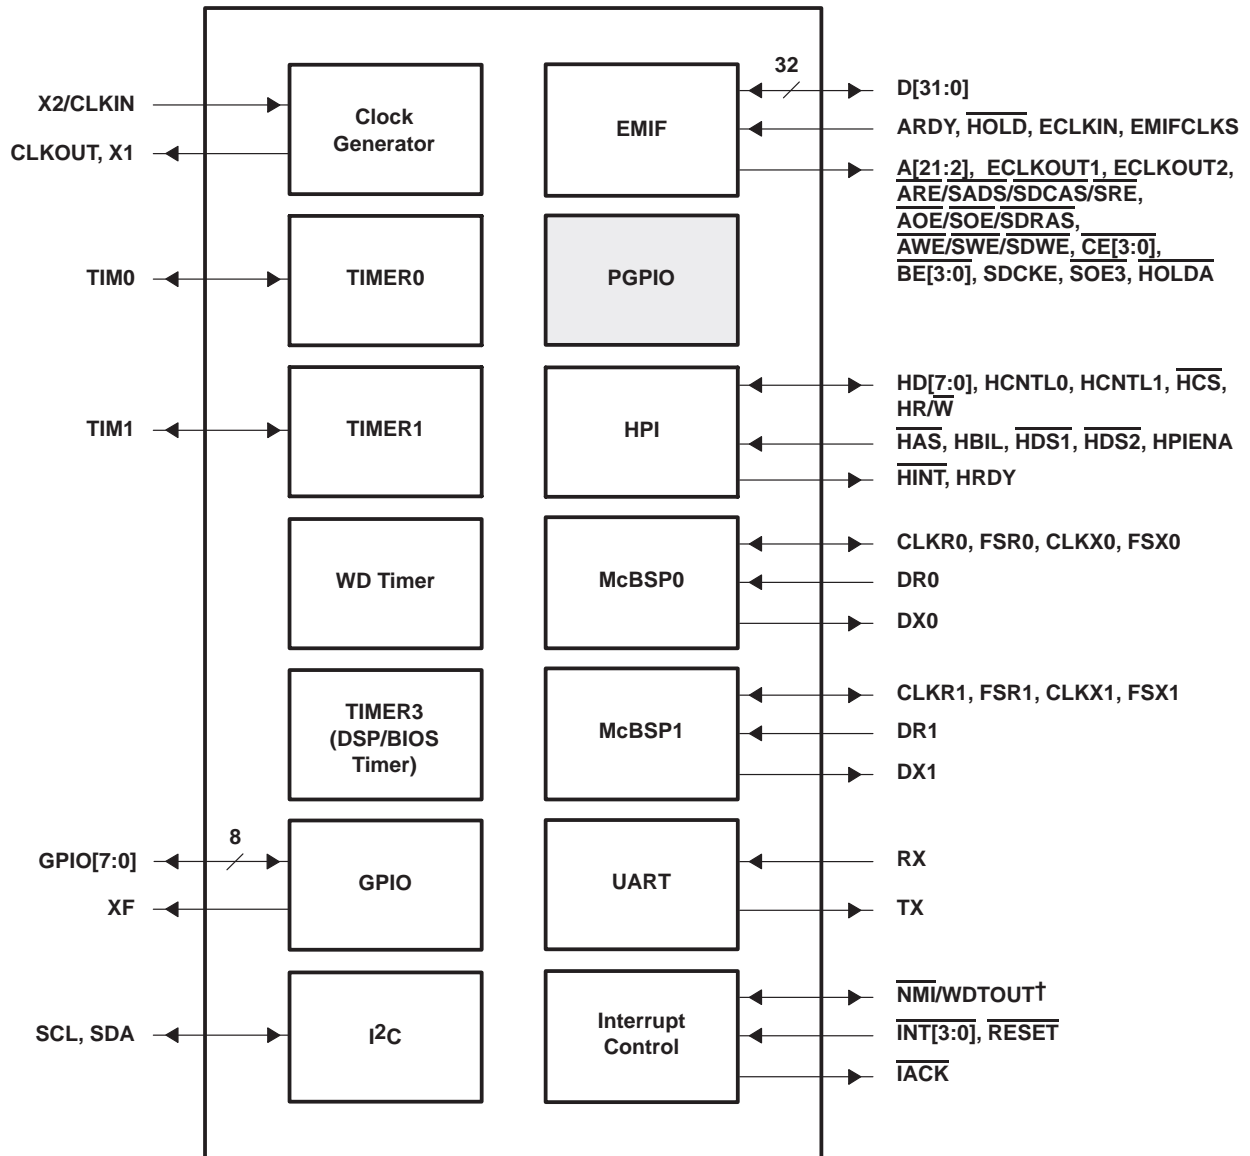 X2/CLKIN
CLKOUT, X1
Clock
Generator
TIM0
TIMER0
TIM1
TIMER1
WD Timer
TIMER3
(DSP/BIOS
Timer)
8
GPIO[7:0]
XF
GPIO
SCL, SDA
I2C
EMIF
32
D[31:0]
ARDY, HOLD, ECLKIN, EMIFCLKS
A[21:2], ECLKOUT1, ECLKOUT2,
ARE/SADS/SDCAS/SRE,
AOE/SOE/SDRAS,
AWE/SWE/SDWE, CE[3:0],
BE[3:0], SDCKE, SOE3, HOLDA
PGPIO
HPI
HD[7:0], HCNTL0, HCNTL1, HCS,
HR/W
HAS, HBIL, HDS1, HDS2, HPIENA
HINT, HRDY
McBSP0
CLKR0, FSR0, CLKX0, FSX0
DR0
DX0
McBSP1
CLKR1, FSR1, CLKX1, FSX1
DR1
DX1
UART
RX
TX
Interrupt
Control
NMI/WDTOUT†
INT[3:0], RESET
IACK